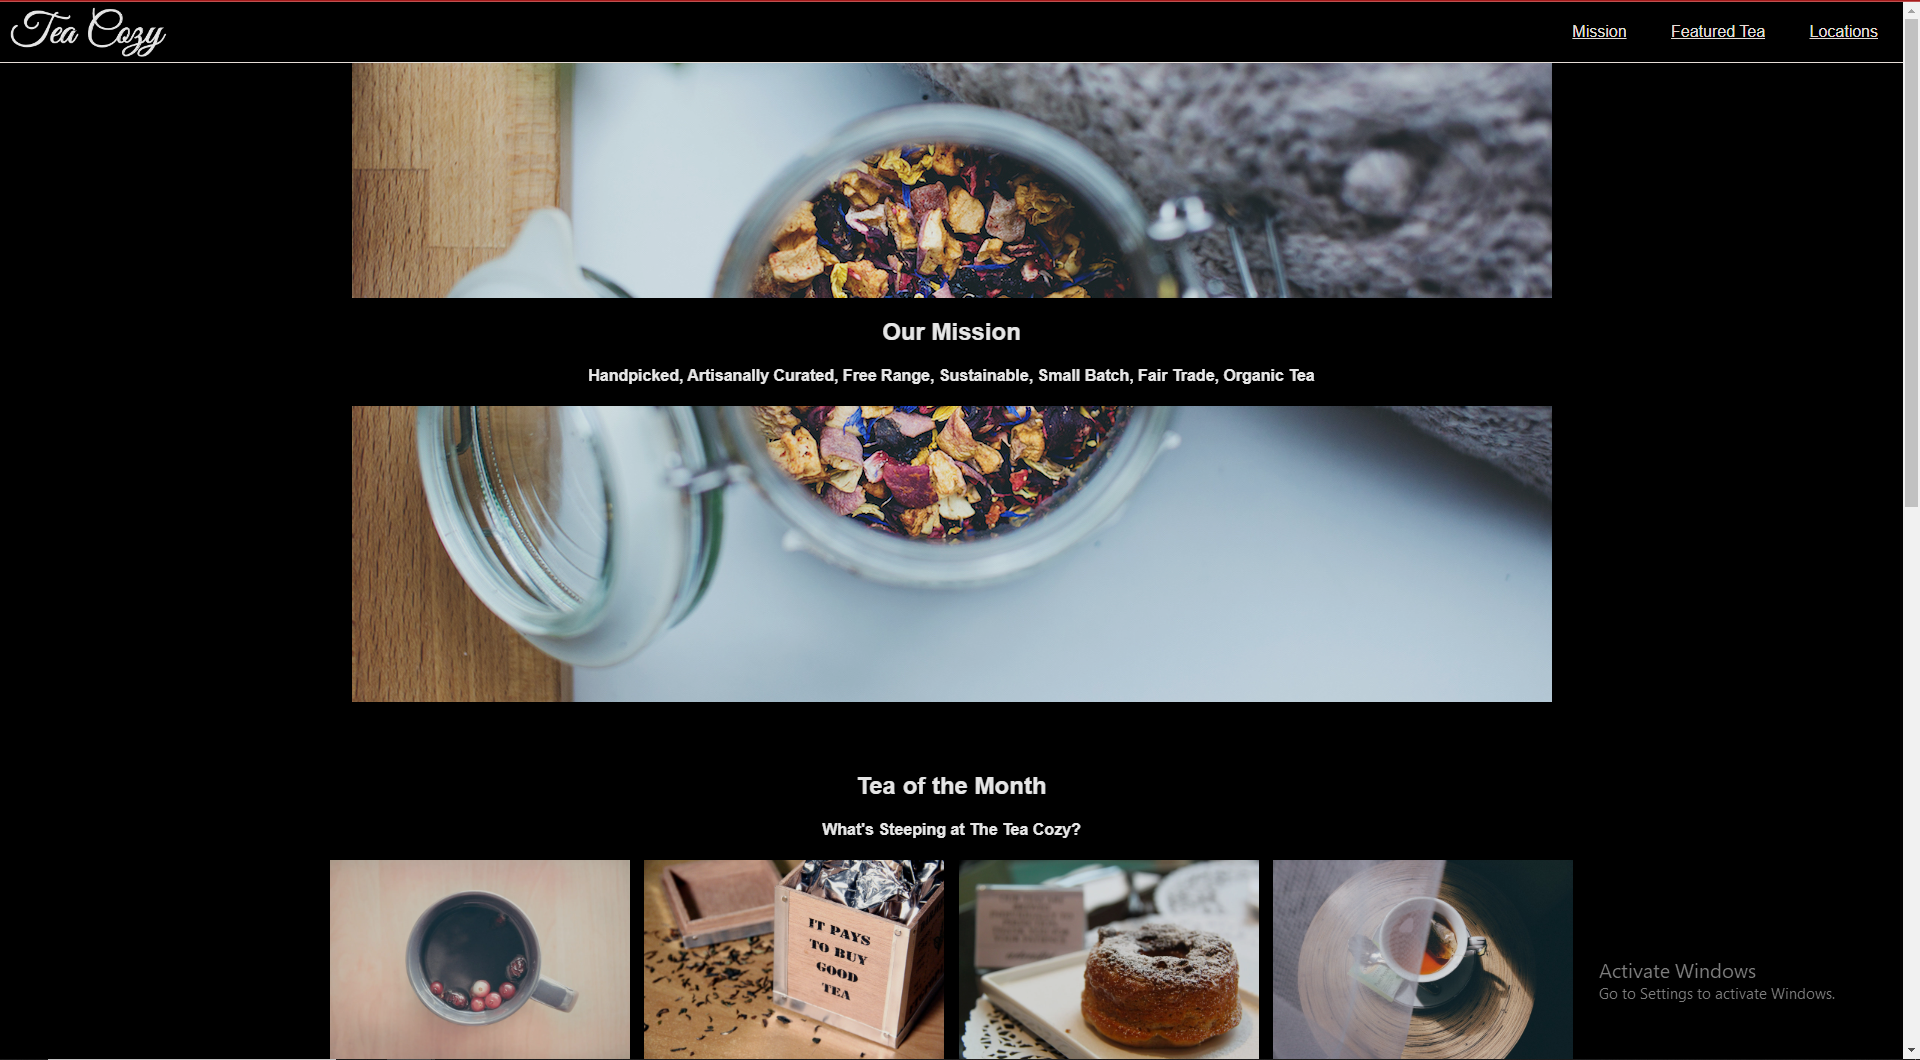 Tea Cozy
Mission
Featured Tea
Locations
Our Mission
Handpicked, Artisanally Curated, Free Range, Sustainable, Small Batch, Fair Trade, Organic Tea
Tea of the Month
What's Steeping at The Tea Cozy?
IT PAYS
TO BUY
GOOD
TEA
Activate Windows
Go to Settings to activate Windows.